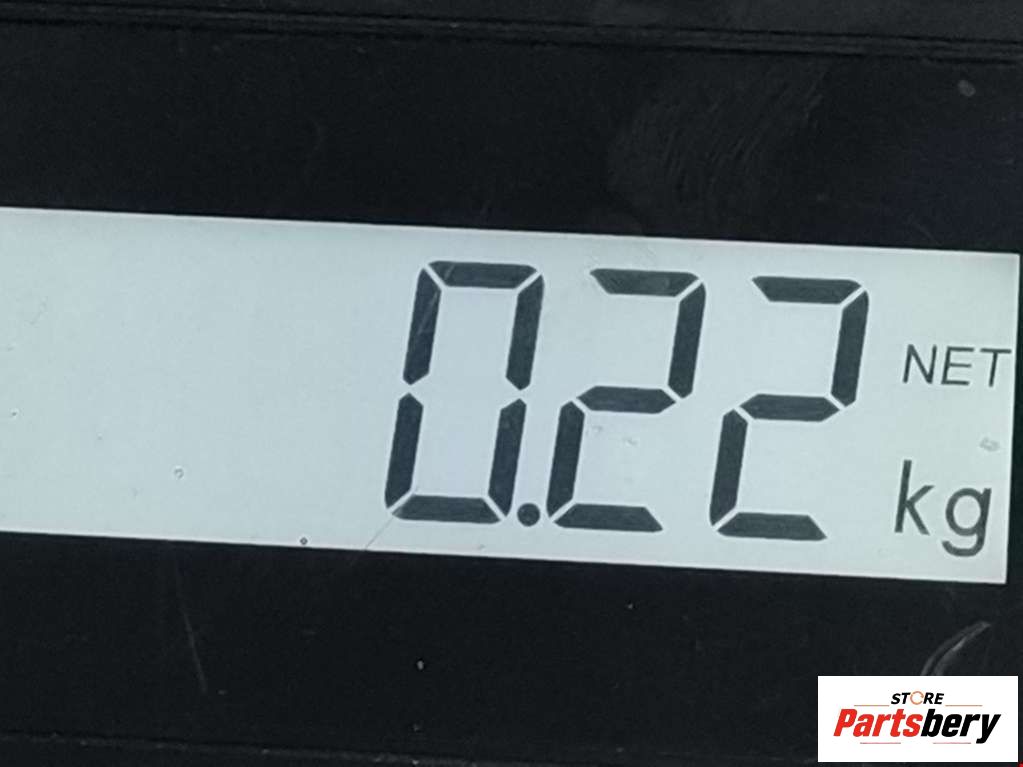 0.22
NET
kg
STORE
Partsbery